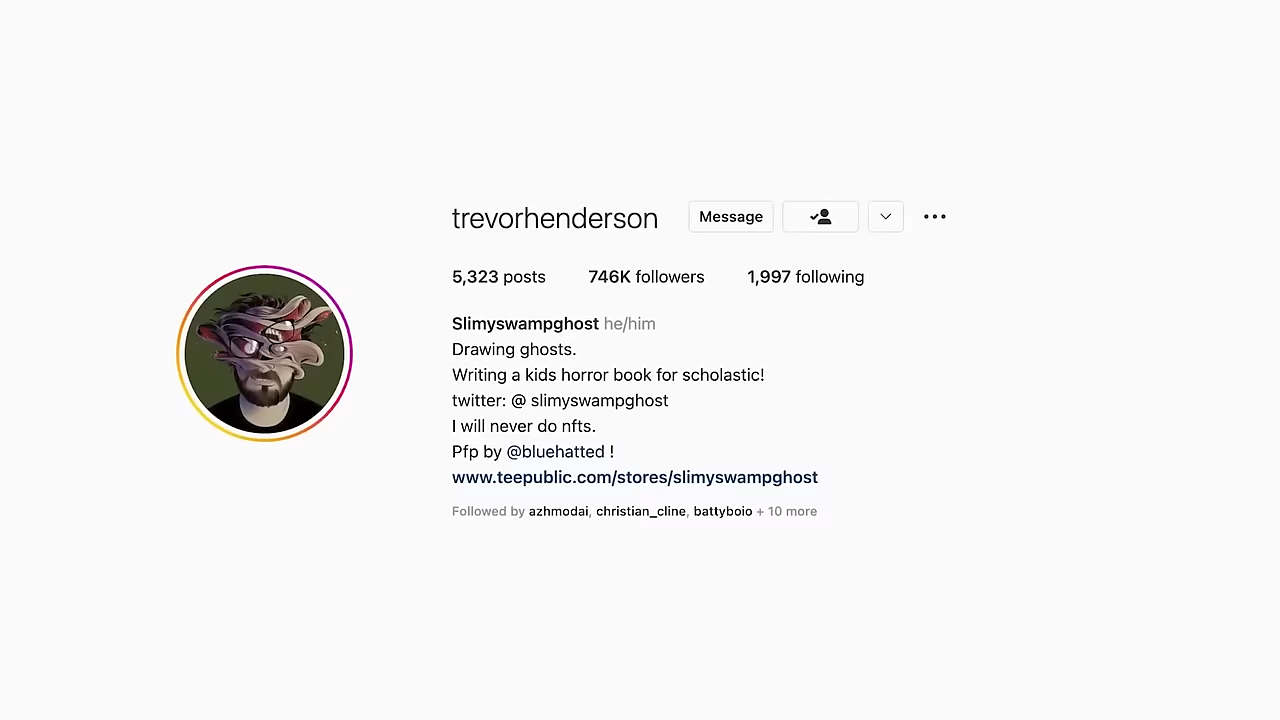 trevorhenderson Message
5,323 posts 746K followers 1,997 following
Slimyswampghost he/him
Drawing ghosts.
Writing a kids horror book for scholastic!
twitter: @ slimyswampghost
I will never do nfts.
Pfp by @bluehatted !
www.teepublic.com/stores/slimyswampghost
Followed by azhmodai, christian_cline, battyboio + 10 more